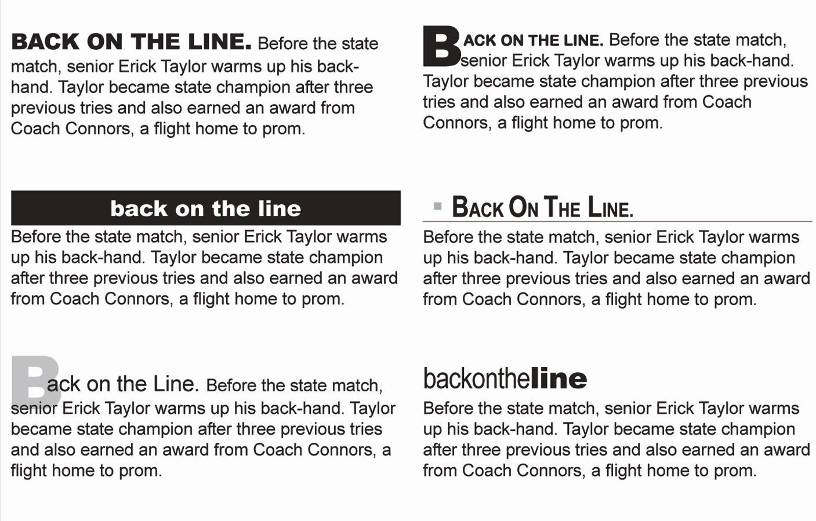 BACK ON THE LINE. Before the state
match, senior Erick Taylor warms up his back-
hand. Taylor became state champion after three
previous tries and also earned an award from
Coach Connors, a flight home to prom.
BACK ON THE LINE. Before the state match,
senior Erick Taylor warms up his back-hand.
Taylor became state champion after three previous
tries and also earned an award from Coach
Connors, a flight home to prom.
back on the line
Before the state match, senior Erick Taylor warms
up his back-hand. Taylor became state champion
after three previous tries and also earned an award
from Coach Connors, a flight home to prom.
BACK ON THE LINE.
Before the state match, senior Erick Taylor warms
up his back-hand. Taylor became state champion
after three previous tries and also earned an award
from Coach Connors, a flight home to prom.
Back on the Line. Before the state match,
senior Erick Taylor warms up his back-hand. Taylor
became state champion after three previous tries
and also earned an award from Coach Connors, a
flight home to prom.
backontheline
Before the state match, senior Erick Taylor warms
up his back-hand. Taylor became state champion
after three previous tries and also earned an award
from Coach Connors, a flight home to prom.